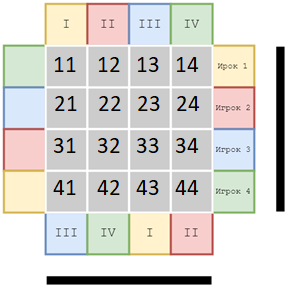 I II III IV
11 12 13 14 Ирок 1
21 22 23 24 Игрок 2
31 32 33 34 Игрок 3
41 42 43 44 Игрок 4
III IV I II